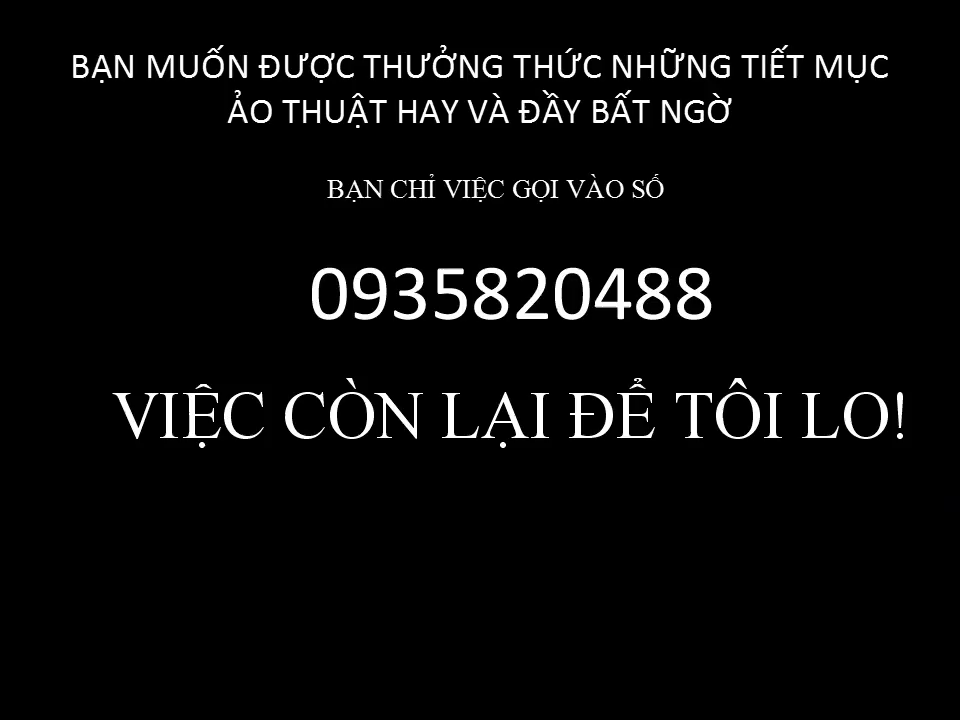 BẠN MUỐN ĐƯỢC THƯỞNG THỨC NHỮNG TIẾT MỤC
ẢO THUẬT HAY VÀ ĐẦY BẤT NGỜ
BẠN CHỈ VIỆC GỌI VÀO SỐ
0935820488
VIỆC CÒN LẠI ĐỂ TÔI LO!